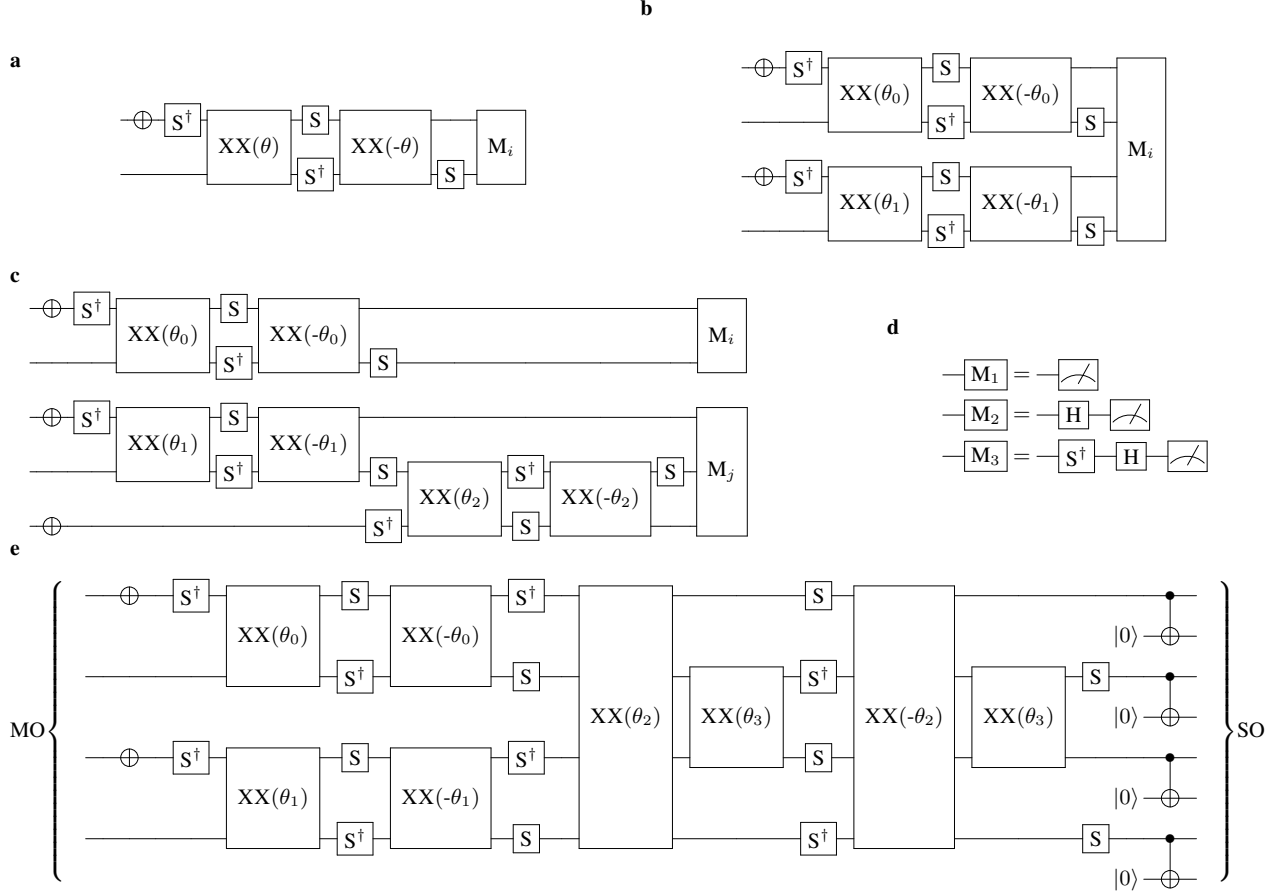 b
a
S† XX(θ) S S† XX(-θ) S Mᵢ
S† XX(θ₀) S S† XX(-θ₀) S
S† XX(θ₁) S S† XX(-θ₁) S Mᵢ
c
S† XX(θ₀) S S† XX(-θ₀) S Mᵢ
S† XX(θ₁) S S† XX(-θ₁) S Mⱼ
S† XX(θ₂) S† S XX(-θ₂) S
d
M₁ =
M₂ = H
M₃ = S† H
e
MO
S† XX(θ₀) S S† XX(-θ₀) S† S
S† XX(θ₁) S S† XX(-θ₁) S† S
XX(θ₂) XX(θ₃) S S† S S† XX(-θ₂) XX(θ₃) S S
|0⟩
|0⟩
|0⟩
|0⟩
SO